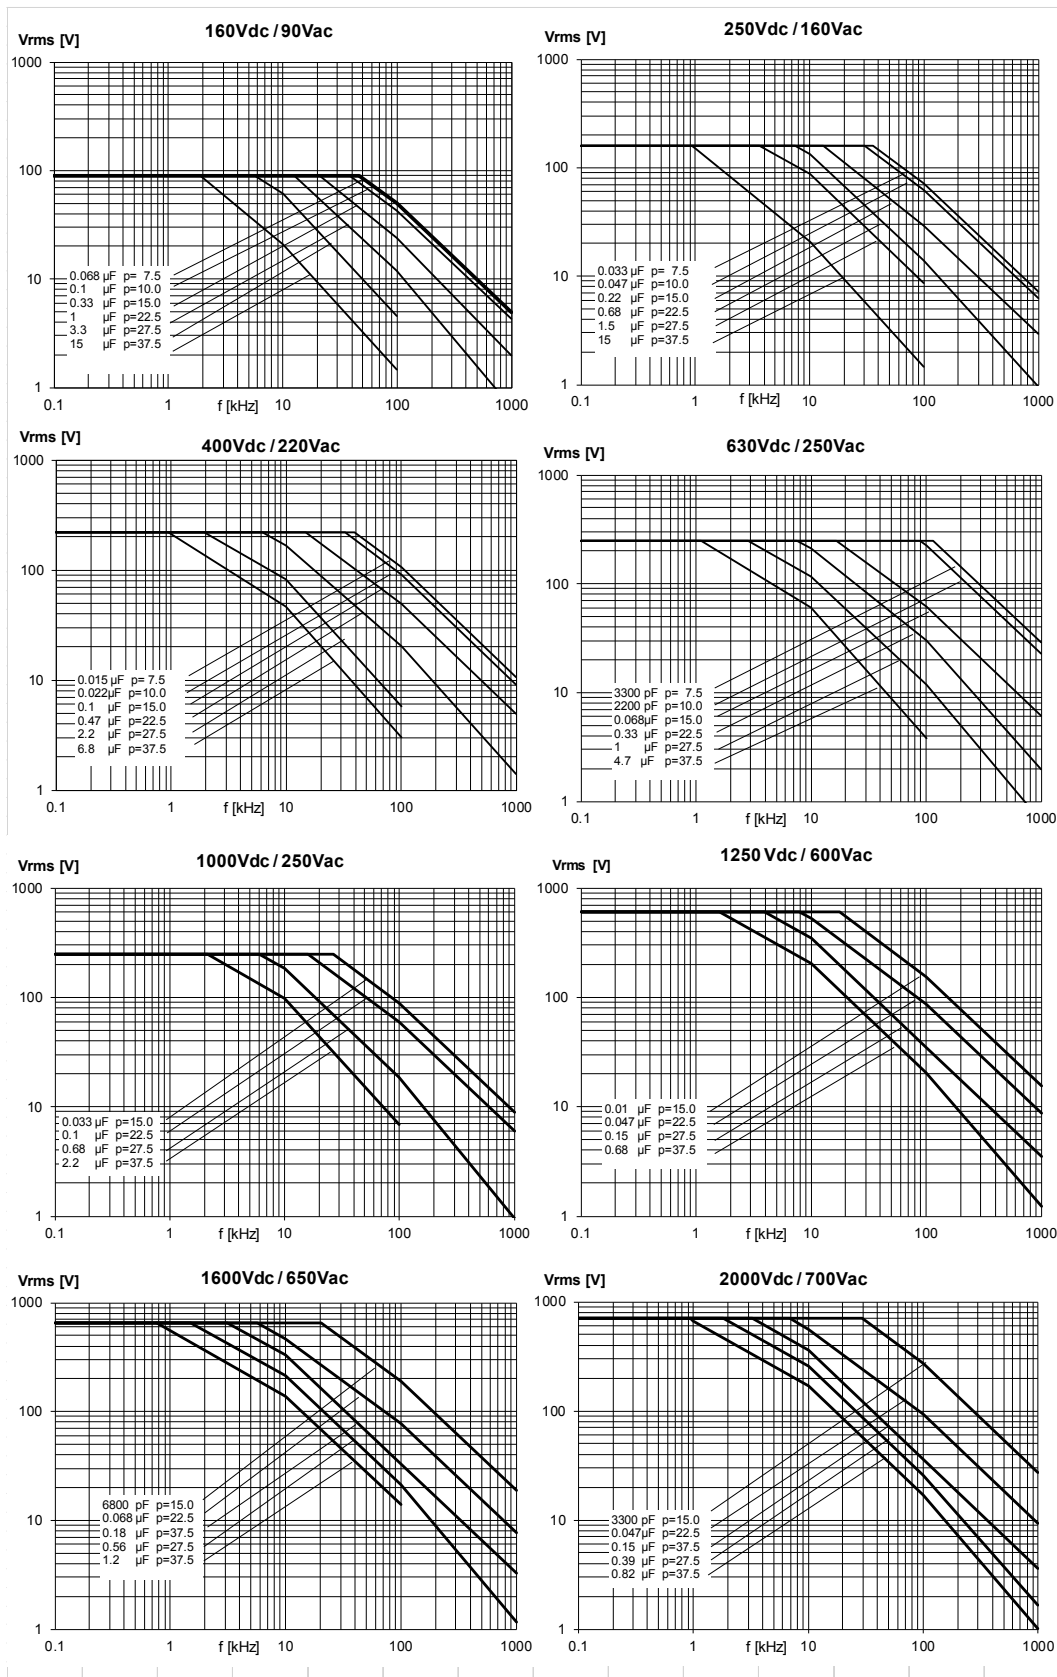 160Vdc / 90Vac
Vrms [V]
1000
100
10
1
0.068 µF p= 7.5
0.1 µF p=10.0
0.33 µF p=15.0
1 µF p=22.5
3.3 µF p=27.5
15 µF p=37.5
0.1 1 10 100 1000
f [kHz]
250Vdc / 160Vac
Vrms [V]
1000
100
10
1
0.033 µF p= 7.5
0.047 µF p=10.0
0.22 µF p=15.0
0.68 µF p=22.5
1.5 µF p=27.5
15 µF p=37.5
0.1 1 10 100 1000
f [kHz]
400Vdc / 220Vac
Vrms [V]
1000
100
10
1
0.015 µF p= 7.5
0.022µF p=10.0
0.1 µF p=15.0
0.47 µF p=22.5
2.2 µF p=27.5
6.8 µF p=37.5
0.1 1 10 100 1000
f [kHz]
630Vdc / 250Vac
Vrms [V]
1000
100
10
1
3300 pF p= 7.5
2200 pF p=10.0
0.068µF p=15.0
0.33 µF p=22.5
1 µF p=27.5
4.7 µF p=37.5
0.1 1 10 100 1000
f [kHz]
1000Vdc / 250Vac
Vrms [V]
1000
100
10
1
0.033 µF p=15.0
0.1 µF p=22.5
0.68 µF p=27.5
2.2 µF p=37.5
0.1 1 10 100 1000
f [kHz]
1250 Vdc / 600Vac
Vrms [V]
1000
100
10
1
0.01 µF p=15.0
0.047 µF p=22.5
0.15 µF p=27.5
0.68 µF p=37.5
0.1 1 10 100 1000
f [kHz]
1600Vdc / 650Vac
Vrms [V]
1000
100
10
1
6800 pF p=15.0
0.068 µF p=22.5
0.18 µF p=37.5
0.56 µF p=27.5
1.2 µF p=37.5
0.1 1 10 100 1000
f [kHz]
2000Vdc / 700Vac
Vrms [V]
1000
100
10
1
3300 pF p=15.0
0.047µF p=22.5
0.15 µF p=37.5
0.39 µF p=27.5
0.82 µF p=37.5
0.1 1 10 100 1000
f [kHz]